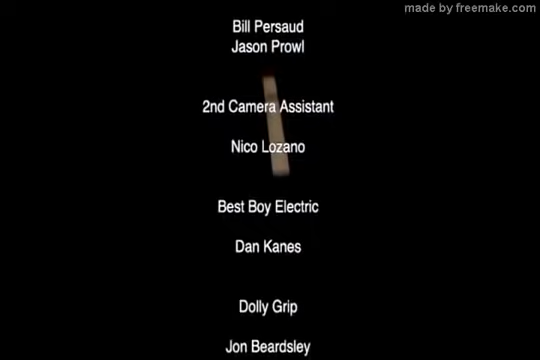 made by freemake.com
Bill Persaud
Jason Prowl
2nd Camera Assistant
Nico Lozano
Best Boy Electric
Dan Kanes
Dolly Grip
Jon Beardsley